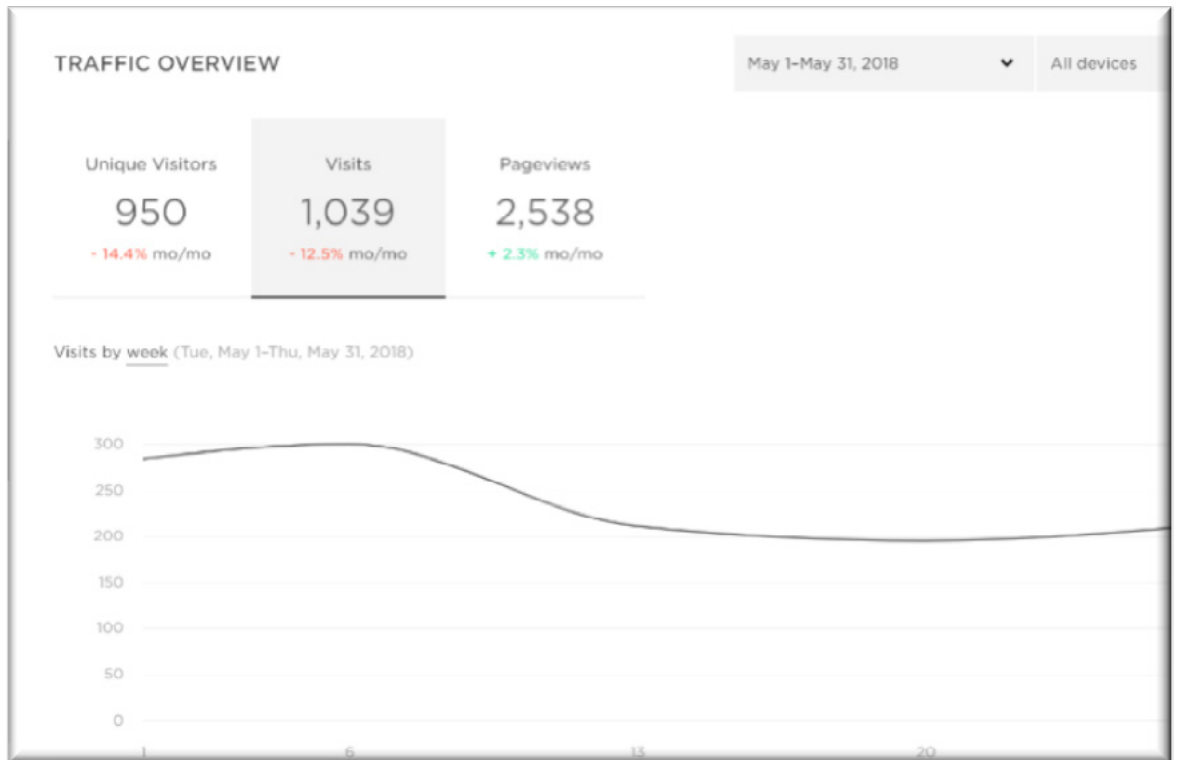 TRAFFIC OVERVIEW
May 1–May 31, 2018
All devices
Unique Visitors
950
- 14.4% mo/mo
Visits
1,039
- 12.5% mo/mo
Pageviews
2,538
+ 2.3% mo/mo
Visits by week (Tue, May 1–Thu, May 31, 2018)
300
250
200
150
100
50
0
1 6 13 20